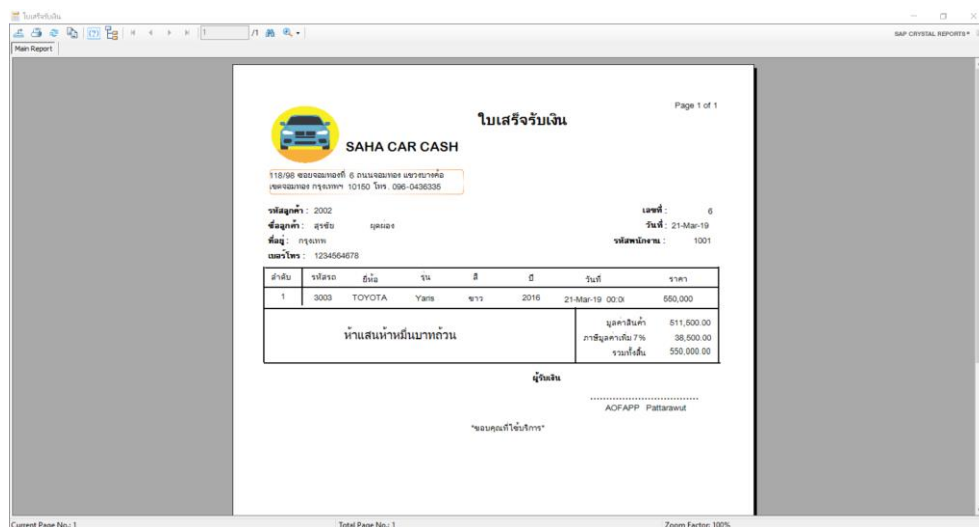 ใบเสร็จรับเงิน
SAP CRYSTAL REPORTS®
1 /1
Main Report
Page 1 of 1
ใบเสร็จรับเงิน
SAHA CAR CASH
118/98 ซอยจอมทองที่ 6 ถนนจอมทอง แขวงบางค้อ
เขตจอมทอง กรุงเทพฯ 10150 โทร. 096-0436335
รหัสลูกค้า : 2002 เลขที่ : 6
ชื่อลูกค้า : สุรชัย ผุดผ่อง วันที่ : 21-Mar-19
ที่อยู่ : กรุงเทพ รหัสพนักงาน : 1001
เบอร์โทร : 1234564678
ลำดับ รหัสรถ ยี่ห้อ รุ่น สี ปี วันที่ ราคา
1 3003 TOYOTA Yaris ขาว 2016 21-Mar-19 00:0 550,000
ห้าแสนห้าหมื่นบาทถ้วน
มูลค่าสินค้า 511,500.00
ภาษีมูลค่าเพิ่ม 7% 38,500.00
รวมทั้งสิ้น 550,000.00
ผู้รับเงิน
AOFAPP Pattarawut
*ขอบคุณที่ใช้บริการ*
Current Page No.: 1 Total Page No.: 1 Zoom Factor: 100%